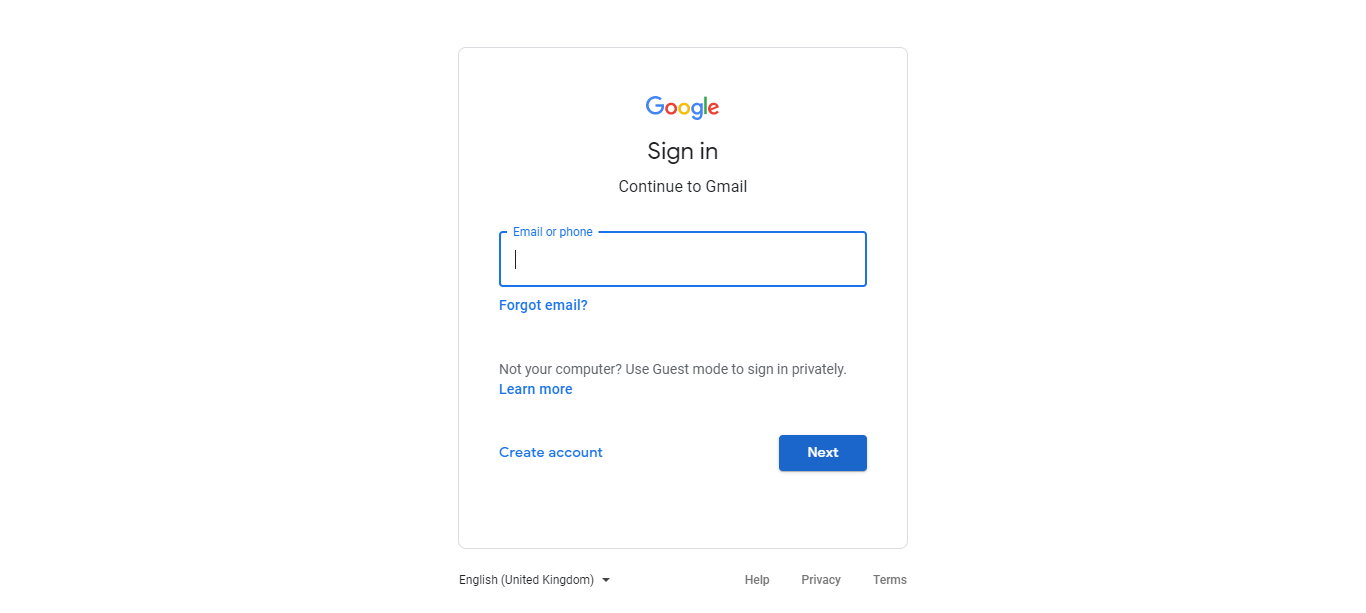 Google
Sign in
Continue to Gmail
Email or phone
Forgot email?
Not your computer? Use Guest mode to sign in privately.
Learn more
Create account
Next
English (United Kingdom)
Help
Privacy
Terms